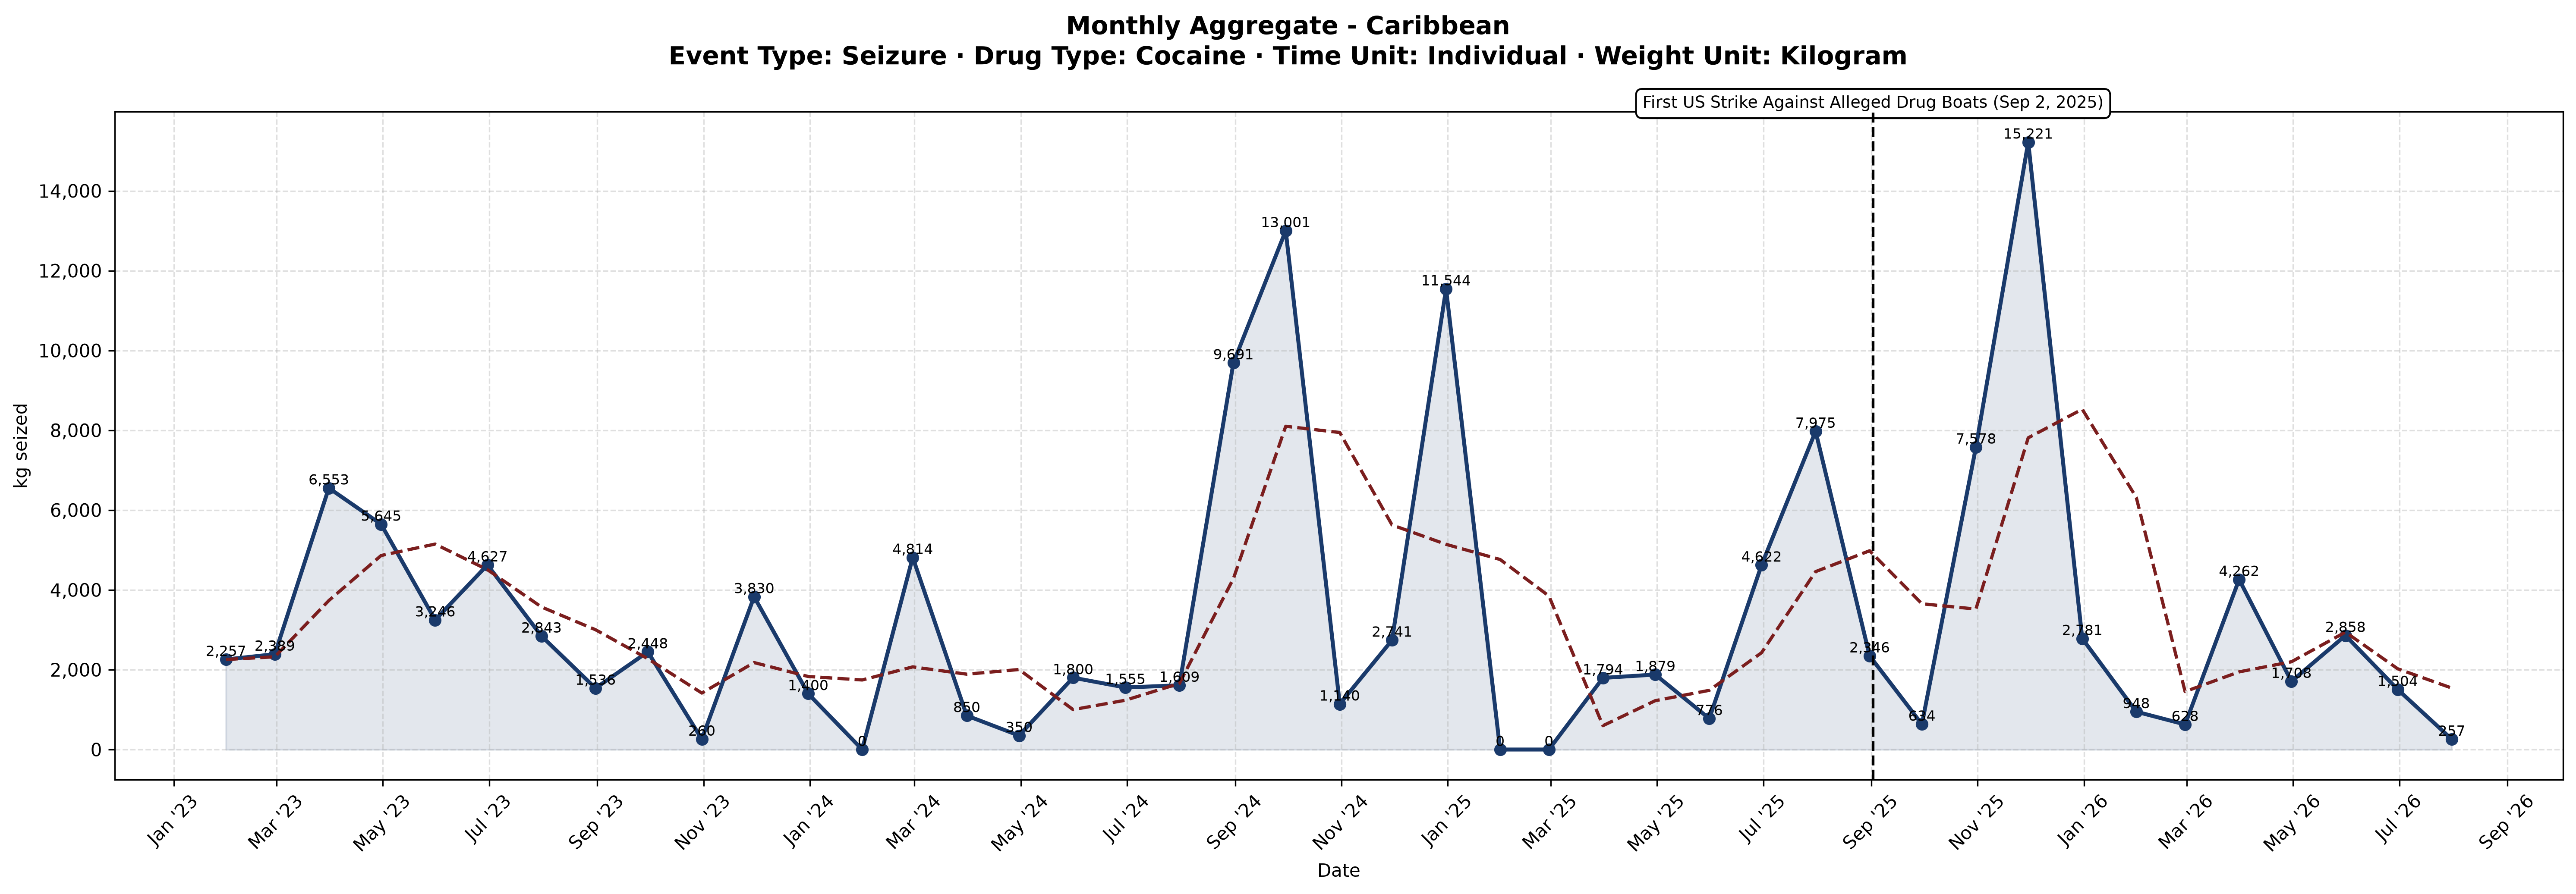 Monthly Aggregate - Caribbean
Event Type: Seizure · Drug Type: Cocaine · Time Unit: Individual · Weight Unit: Kilogram
First US Strike Against Alleged Drug Boats (Sep 2, 2025)
kg seized
14,000
12,000
10,000
8,000
6,000
4,000
2,000
0
2,257
2,389
6,553
5,645
3,246
4,627
2,843
1,536
2,448
260
3,830
1,400
0
4,814
850
350
1,800
1,555
1,609
9,691
13,001
1,140
2,741
11,544
0
0
1,794
1,879
776
4,622
7,975
2,346
634
7,578
15,221
2,781
948
628
4,262
1,708
2,858
1,504
257
Jan '23
Mar '23
May '23
Jul '23
Sep '23
Nov '23
Jan '24
Mar '24
May '24
Jul '24
Sep '24
Nov '24
Jan '25
Mar '25
May '25
Jul '25
Sep '25
Nov '25
Jan '26
Mar '26
May '26
Jul '26
Sep '26
Date